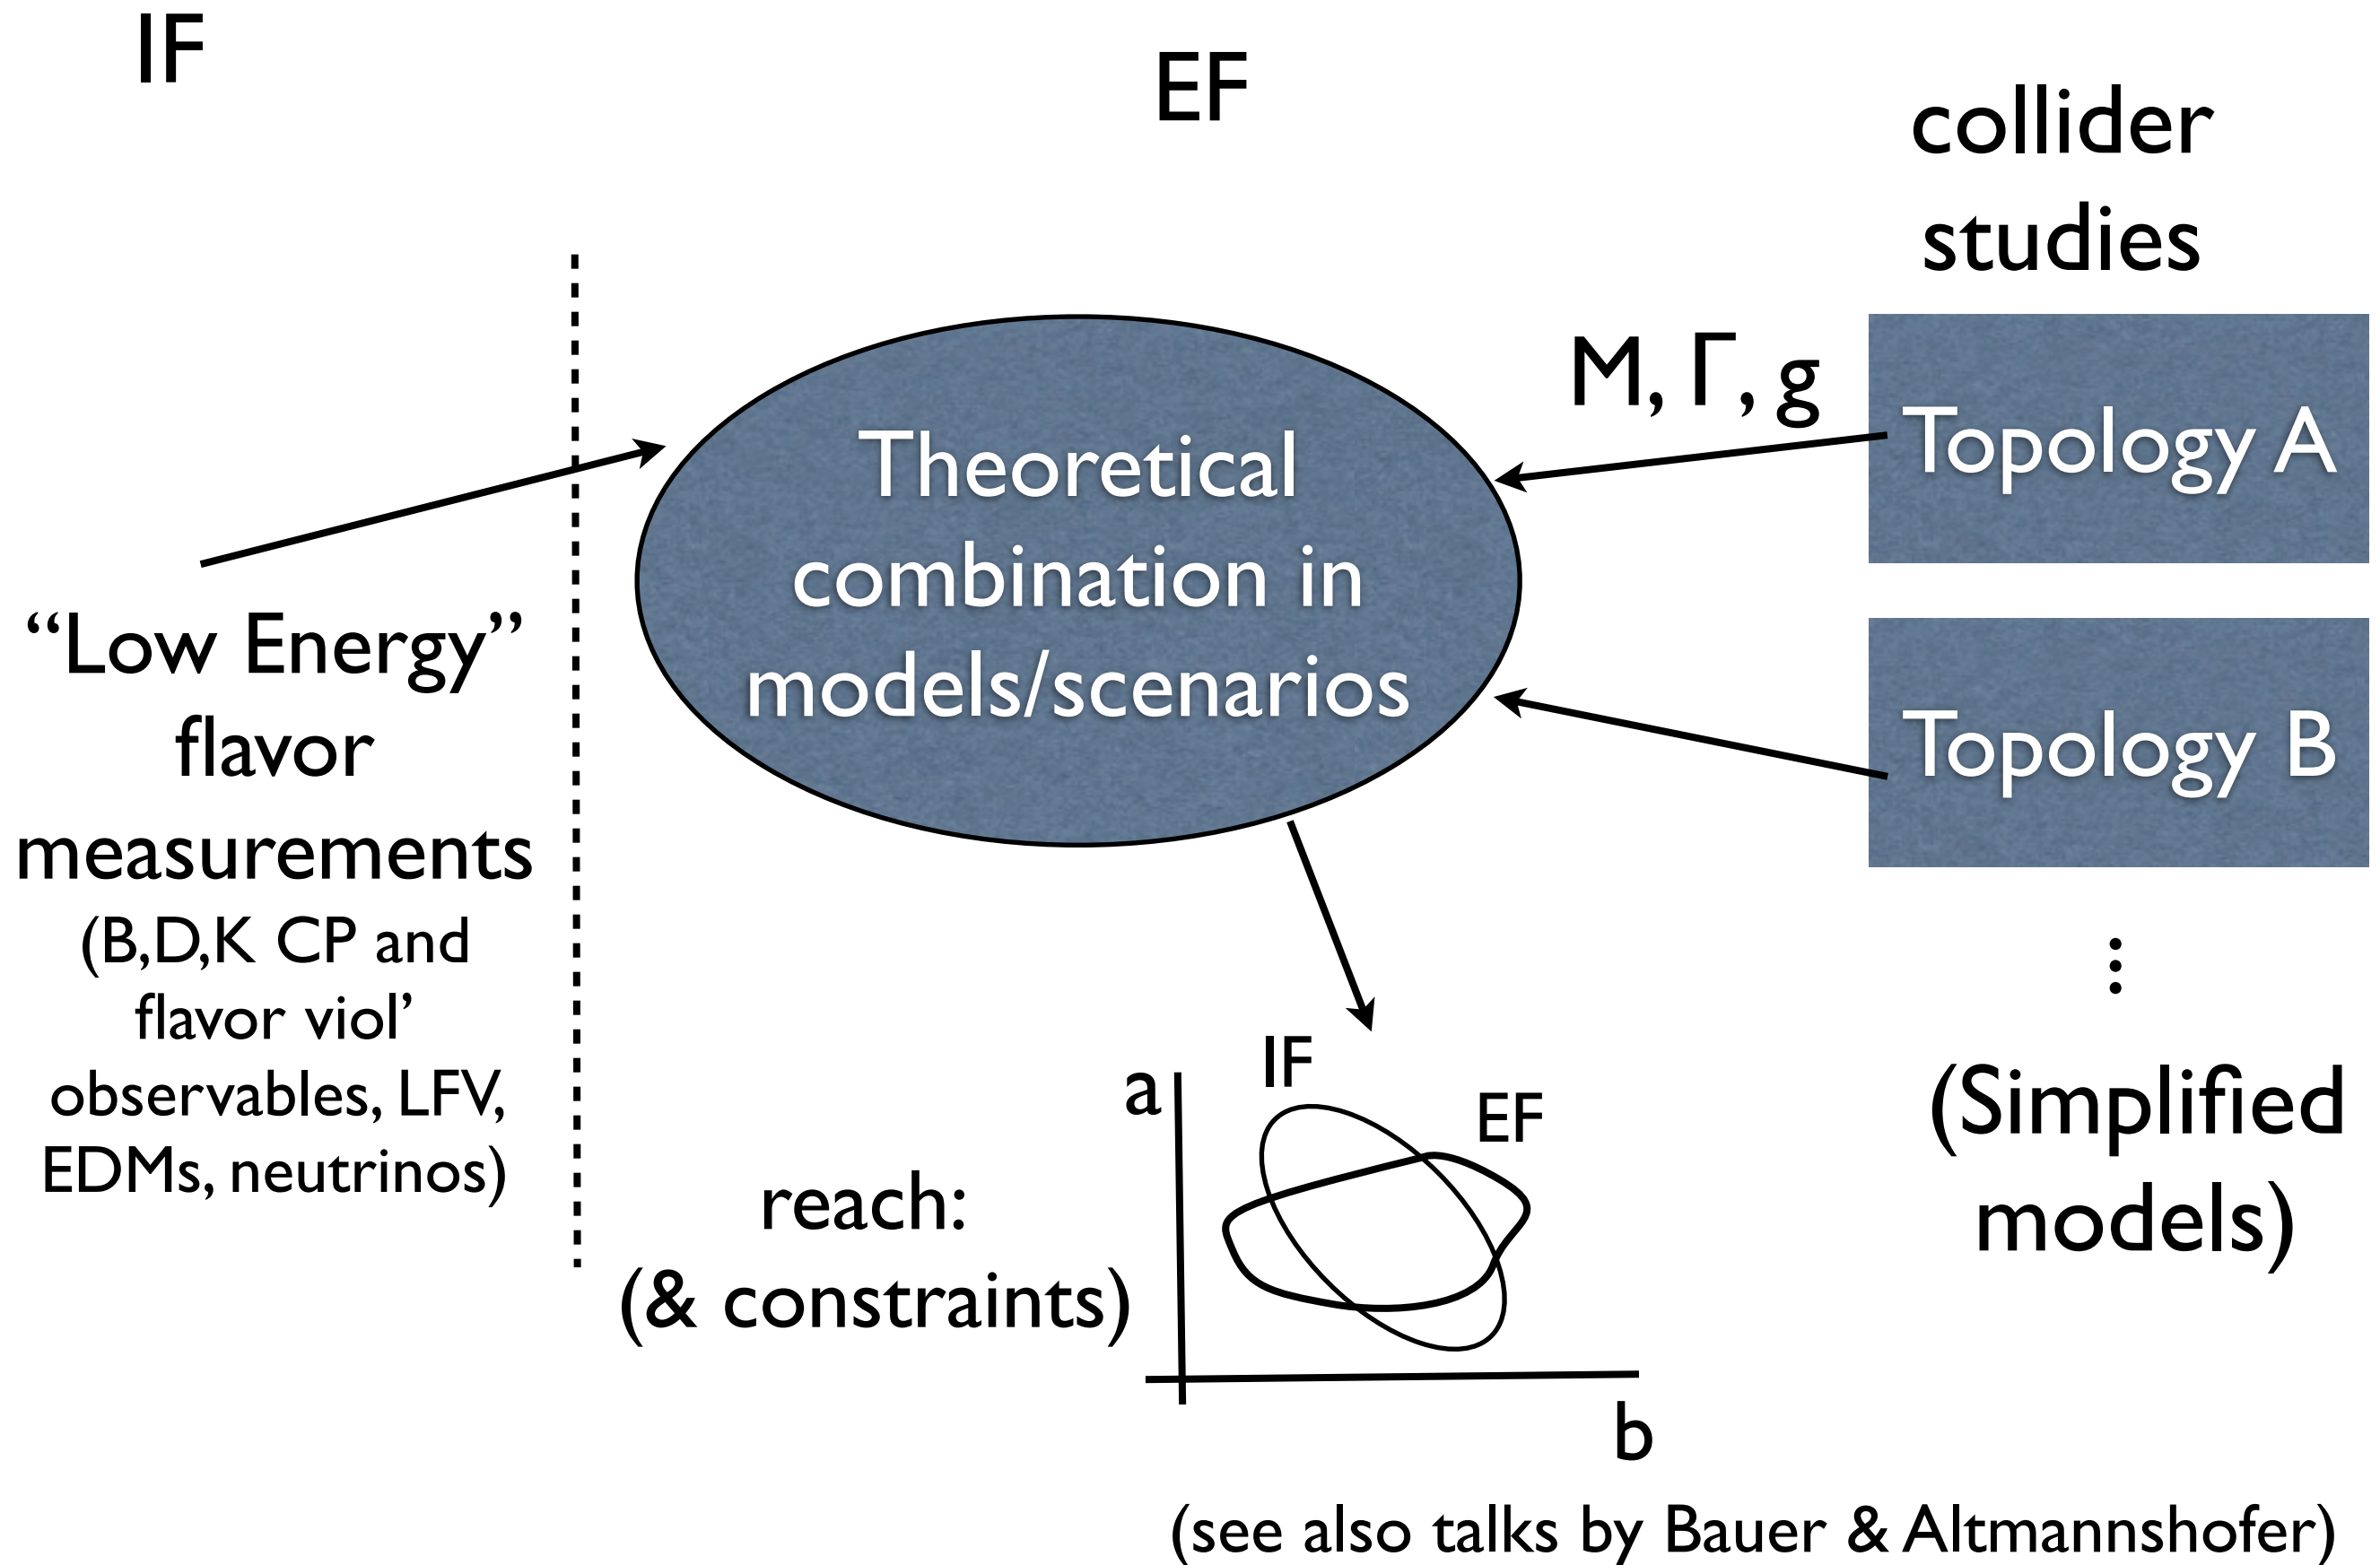 IF
EF
collider
studies
M, Γ, g
Topology A
Theoretical
combination in
models/scenarios
Topology B
“Low Energy”
flavor
measurements
(B,D,K CP and
flavor viol’
observables, LFV,
EDMs, neutrinos)
⋮
(Simplified
models)
reach:
(& constraints)
a
IF
EF
b
(see also talks by Bauer & Altmannshofer)